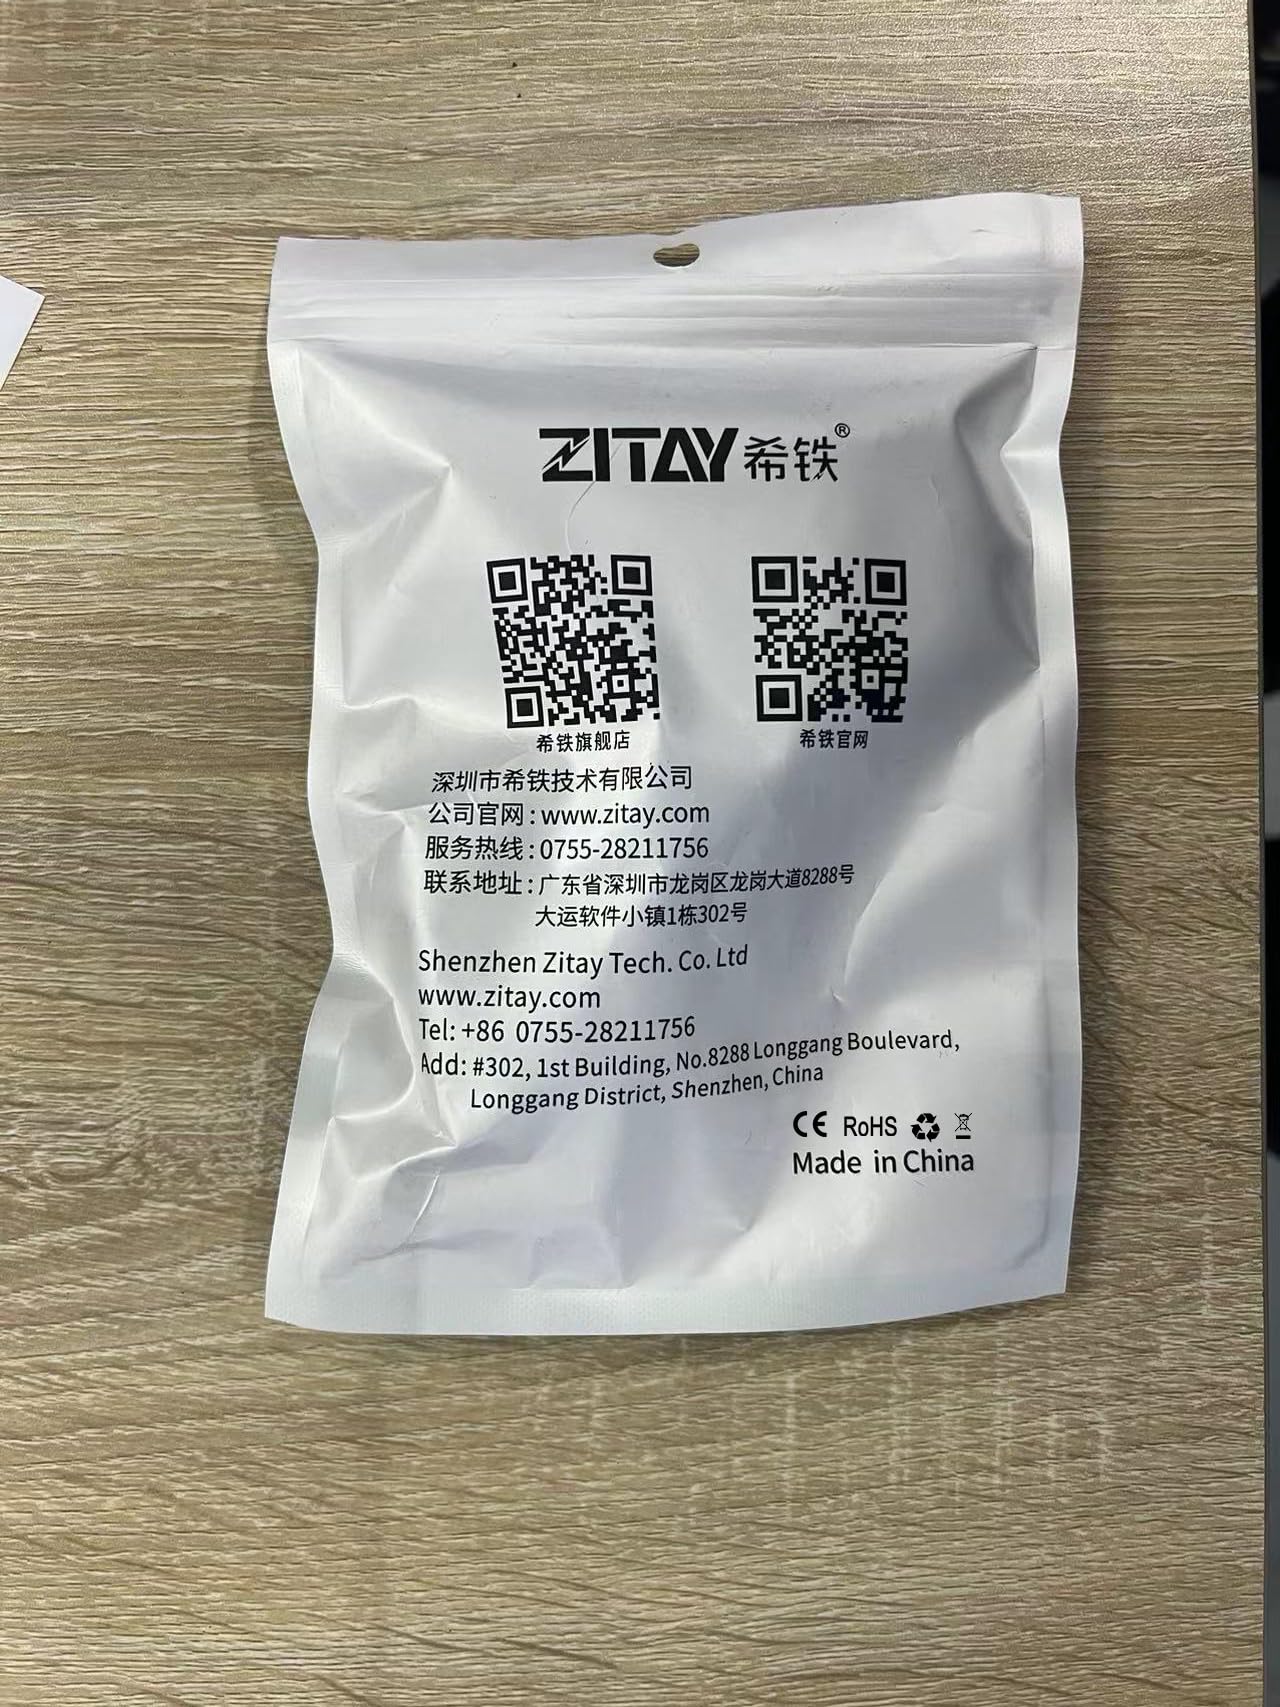 ZITAY希铁®
希铁旗舰店
希铁官网
深圳市希铁技术有限公司
公司官网:www.zitay.com
服务热线:0755-28211756
联系地址:广东省深圳市龙岗区龙岗大道8288号
大运软件小镇1栋302号
Shenzhen Zitay Tech. Co. Ltd
www.zitay.com
Tel: +86 0755-28211756
Add: #302, 1st Building, No.8288 Longgang Boulevard,
Longgang District, Shenzhen, China
CE RoHS
Made in China